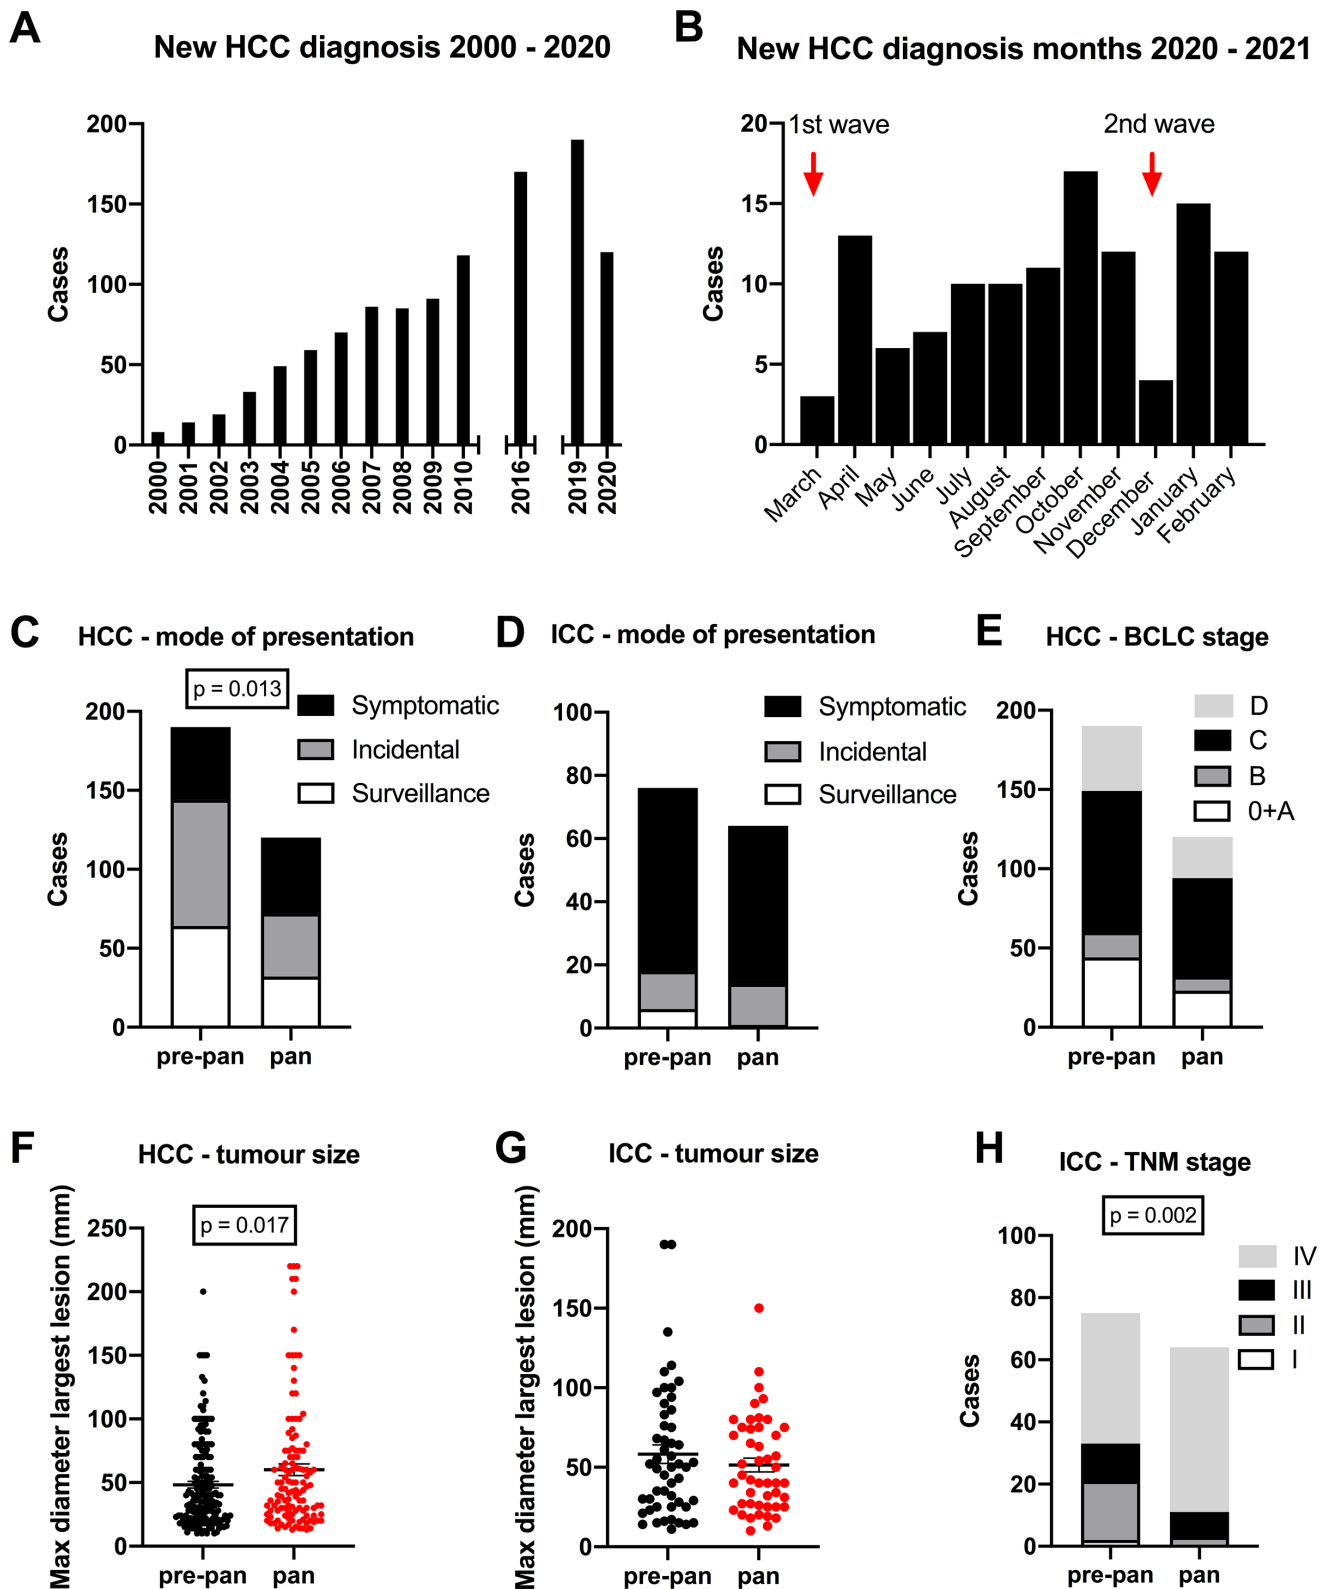 A
New HCC diagnosis 2000 - 2020
Cases
200
150
100
50
0
2000
2001
2002
2003
2004
2005
2006
2007
2008
2009
2010
2016
2019
2020
B
New HCC diagnosis months 2020 - 2021
1st wave
2nd wave
Cases
20
15
10
5
0
March
April
May
June
July
August
September
October
November
December
January
February
C
HCC - mode of presentation
p = 0.013
Symptomatic
Incidental
Surveillance
Cases
200
150
100
50
0
pre-pan
pan
D
ICC - mode of presentation
Symptomatic
Incidental
Surveillance
Cases
100
80
60
40
20
0
pre-pan
pan
E
HCC - BCLC stage
D
C
B
0+A
Cases
200
150
100
50
0
pre-pan
pan
F
HCC - tumour size
p = 0.017
Max diameter largest lesion (mm)
250
200
150
100
50
0
pre-pan
pan
G
ICC - tumour size
Max diameter largest lesion (mm)
200
150
100
50
0
pre-pan
pan
H
ICC - TNM stage
p = 0.002
IV
III
II
I
Cases
100
80
60
40
20
0
pre-pan
pan